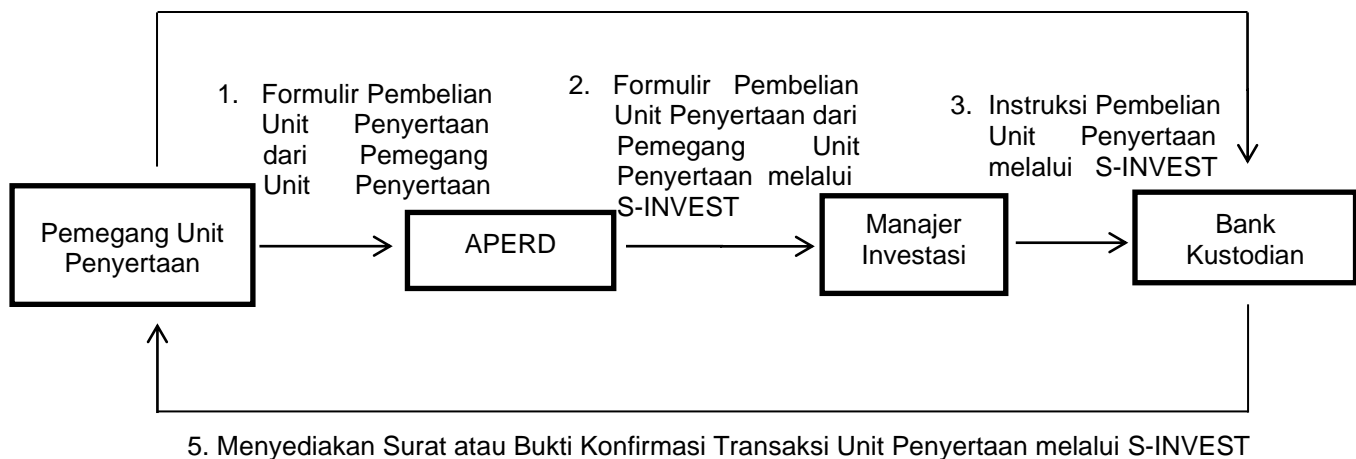 1. Formulir Pembelian
Unit Penyertaan
dari Pemegang
Unit Penyertaan
2. Formulir Pembelian
Unit Penyertaan dari
Pemegang Unit
Penyertaan melalui
S-INVEST
3. Instruksi Pembelian
Unit Penyertaan
melalui S-INVEST
Pemegang Unit
Penyertaan
APERD
Manajer
Investasi
Bank
Kustodian
5. Menyediakan Surat atau Bukti Konfirmasi Transaksi Unit Penyertaan melalui S-INVEST